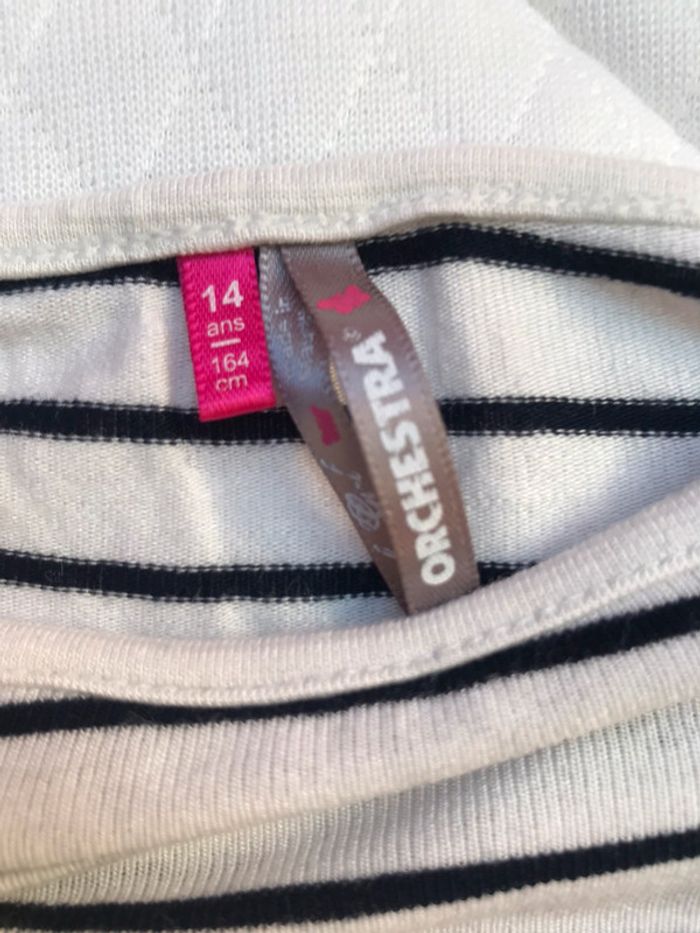 14
ans
164
cm
ORCHESTRA®